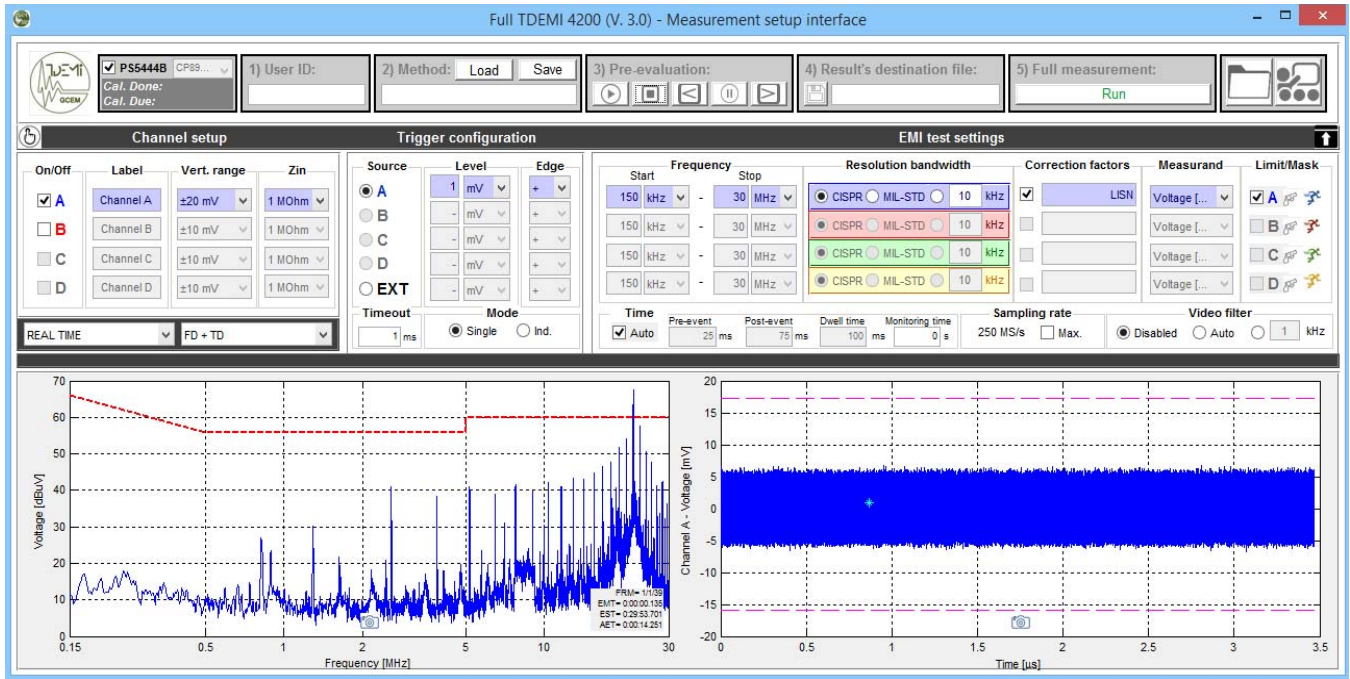 Full TDEMI 4200 (V. 3.0) - Measurement setup interface
TDEMI
GCEM
PS5444B CP89...
Cal. Done:
Cal. Due:
1) User ID:
2) Method: Load Save
3) Pre-evaluation:
4) Result's destination file:
5) Full measurement:
Run
Channel setup Trigger configuration EMI test settings
On/Off Label Vert. range Zin
A Channel A ±20 mV 1 MOhm
B Channel B ±10 mV 1 MOhm
C Channel C ±10 mV 1 MOhm
D Channel D ±10 mV 1 MOhm
REAL TIME FD + TD
Source Level Edge
A 1 mV +
B - mV +
C - mV +
D - mV +
EXT - mV +
Timeout Mode
1 ms Single Ind.
Frequency Resolution bandwidth Correction factors Measurand Limit/Mask
Start Stop
150 kHz - 30 MHz CISPR MIL-STD 10 kHz LISN Voltage [... A
150 kHz - 30 MHz CISPR MIL-STD 10 kHz Voltage [... B
150 kHz - 30 MHz CISPR MIL-STD 10 kHz Voltage [... C
150 kHz - 30 MHz CISPR MIL-STD 10 kHz Voltage [... D
Time Pre-event Post-event Dwell time Monitoring time Sampling rate Video filter
Auto 25 ms 75 ms 100 ms 0 s 250 MS/s Max. Disabled Auto 1 kHz
70
60
50
40
30
20
10
0
Voltage [dBuV]
FRM= 1/1/39
EMT= 0:00:00.135
EST= 0:29:53.701
AET= 0:00:14.251
0.15 0.5 1 2 5 10 30
Frequency [MHz]
20
15
10
5
0
-5
-10
-15
-20
Channel A - Voltage [mV]
0 0.5 1 1.5 2 2.5 3 3.5
Time [µs]